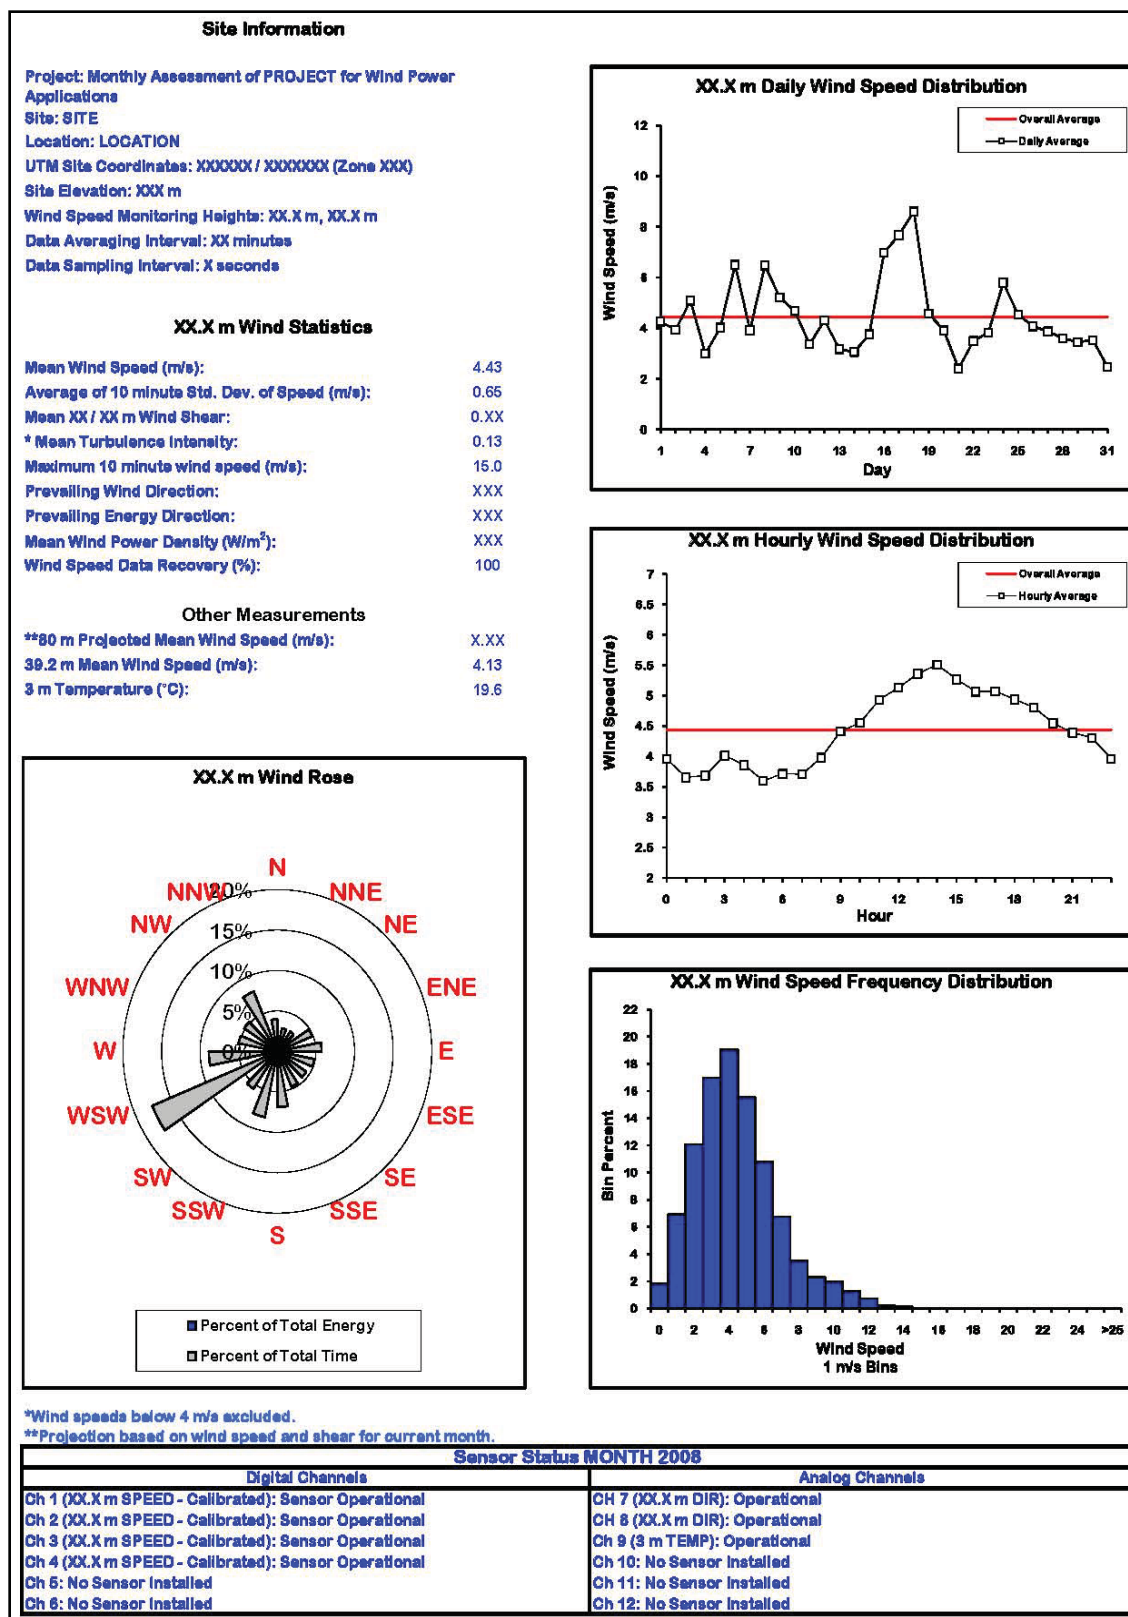 Site Information
Project: Monthly Assessment of PROJECT for Wind Power
Applications
Site: SITE
Location: LOCATION
UTM Site Coordinates: XXXXXX / XXXXXXX (Zone XXX)
Site Elevation: XXX m
Wind Speed Monitoring Heights: XX.X m, XX.X m
Data Averaging Interval: XX minutes
Data Sampling Interval: X seconds
XX.X m Wind Statistics
Mean Wind Speed (m/s): 4.43
Average of 10 minute Std. Dev. of Speed (m/s): 0.65
Mean XX / XX m Wind Shear: 0.XX
* Mean Turbulence Intensity: 0.13
Maximum 10 minute wind speed (m/s): 15.0
Prevailing Wind Direction: XXX
Prevailing Energy Direction: XXX
Mean Wind Power Density (W/m²): XXX
Wind Speed Data Recovery (%): 100
Other Measurements
**80 m Projected Mean Wind Speed (m/s): X.XX
39.2 m Mean Wind Speed (m/s): 4.13
3 m Temperature (°C): 19.6
XX.X m Wind Rose
N
NNW 20% NNE
NW NE
15%
10%
WNW ENE
5%
W 0% E
WSW ESE
SW SE
SSW SSE
S
Percent of Total Energy
Percent of Total Time
XX.X m Daily Wind Speed Distribution
Overall Average
Daily Average
Wind Speed (m/s)
12
10
8
6
4
2
0
1 4 7 10 13 16 19 22 25 28 31
Day
XX.X m Hourly Wind Speed Distribution
Overall Average
Hourly Average
Wind Speed (m/s)
7
6.5
6
5.5
5
4.5
4
3.5
3
2.5
2
0 3 6 9 12 15 18 21
Hour
XX.X m Wind Speed Frequency Distribution
Bin Percent
22
20
18
16
14
12
10
8
6
4
2
0
0 2 4 6 8 10 12 14 16 18 20 22 24 >25
Wind Speed
1 m/s Bins
*Wind speeds below 4 m/s excluded.
**Projection based on wind speed and shear for current month.
Sensor Status MONTH 2008
Digital Channels Analog Channels
Ch 1 (XX.X m SPEED - Calibrated): Sensor Operational CH 7 (XX.X m DIR): Operational
Ch 2 (XX.X m SPEED - Calibrated): Sensor Operational CH 8 (XX.X m DIR): Operational
Ch 3 (XX.X m SPEED - Calibrated): Sensor Operational Ch 9 (3 m TEMP): Operational
Ch 4 (XX.X m SPEED - Calibrated): Sensor Operational Ch 10: No Sensor Installed
Ch 5: No Sensor Installed Ch 11: No Sensor Installed
Ch 6: No Sensor Installed Ch 12: No Sensor Installed